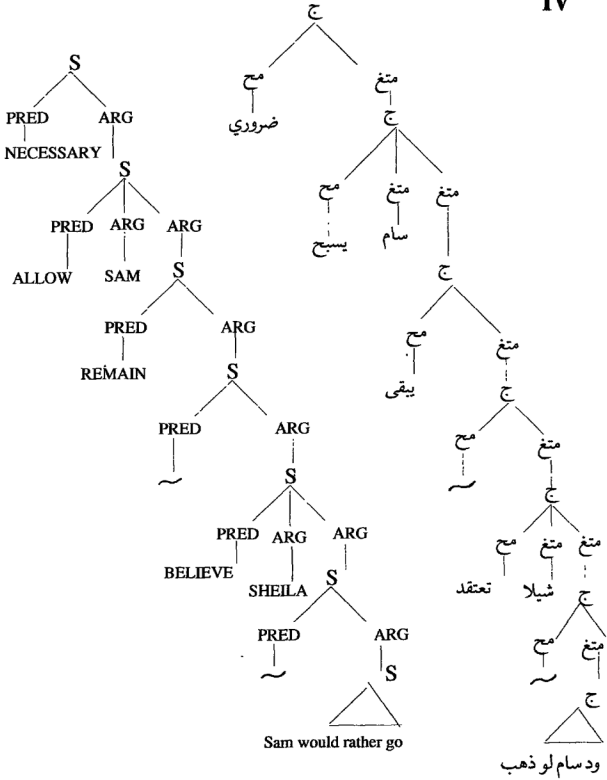 IV
S
PRED ARG
NECESSARY
S
PRED ARG ARG
ALLOW SAM
S
PRED ARG
REMAIN
S
PRED ARG
~
S
PRED ARG ARG
BELIEVE SHEILA
S
PRED ARG
~
S
Sam would rather go
ج
مح متغ
ضروري
ج
مح متغ متغ
يسبح سام
ج
مح متغ
يبقى
ج
مح متغ
~
ج
مح متغ متغ
تعتقد شيلا
ج
مح متغ
~
ج
ود سام لو ذهب